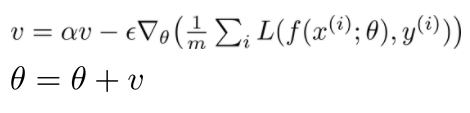 v = αv − ϵ∇_θ(1/m ∑_i L(f(x^(i); θ), y^(i)))
θ = θ + v